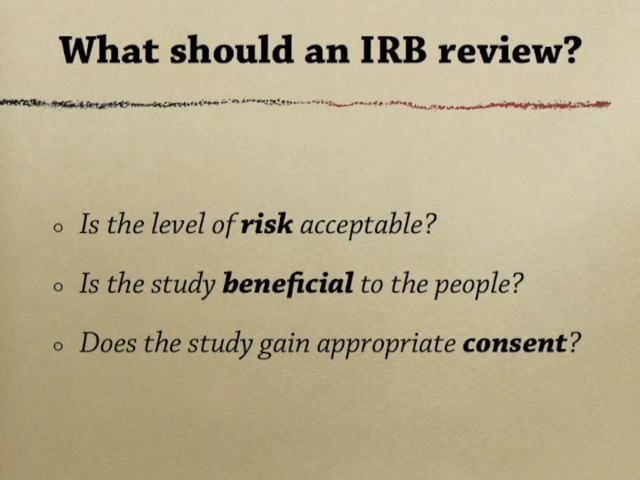 What should an IRB review?
Is the level of risk acceptable?
Is the study beneficial to the people?
Does the study gain appropriate consent?